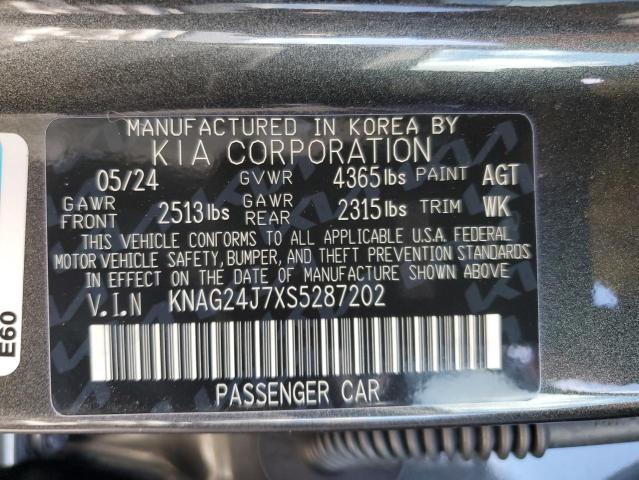 MANUFACTURED IN KOREA BY
KIA CORPORATION
05/24 GVWR 4365 lbs PAINT AGT
GAWR FRONT 2513 lbs GAWR REAR 2315 lbs TRIM WK
THIS VEHICLE CONFORMS TO ALL APPLICABLE U.S.A. FEDERAL
MOTOR VEHICLE SAFETY, BUMPER, AND THEFT PREVENTION STANDARDS
IN EFFECT ON THE DATE OF MANUFACTURE SHOWN ABOVE
V.I.N KNAG24J7XS5287202
PASSENGER CAR
E60